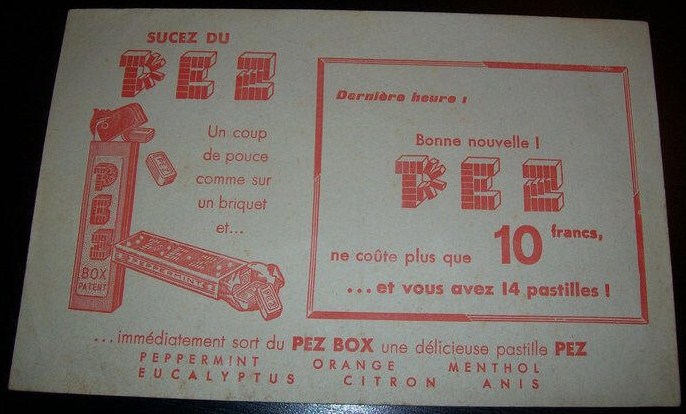 SUCEZ DU
PEZ
Un coup
de pouce
comme sur
un briquet
et...
PEZ
BOX
PATENT
PEZ
PEPPERMINT
Dernière heure :
Bonne nouvelle !
PEZ
ne coûte plus que 10 francs,
...et vous avez 14 pastilles !
...immédiatement sort du PEZ BOX une délicieuse pastille PEZ
PEPPERMINT ORANGE MENTHOL
EUCALYPTUS CITRON ANIS